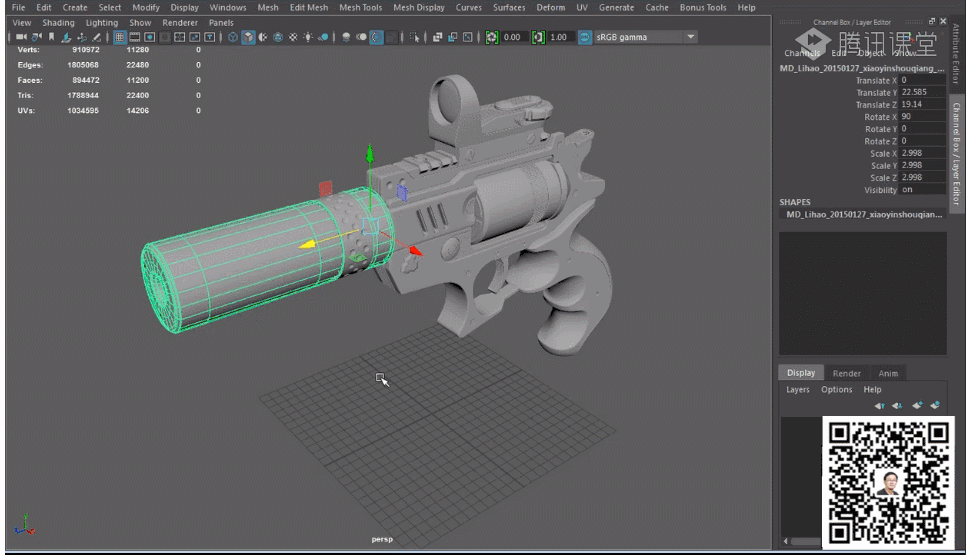 File Edit Create Select Modify Display Windows Mesh Edit Mesh Mesh Tools Mesh Display Curves Surfaces Deform UV Generate Cache Bonus Tools Help
View Shading Lighting Show Renderer Panels
0.00 1.00 sRGB gamma
Verts: 910972 11280 0
Edges: 1805068 22480 0
Faces: 894472 11200 0
Tris: 1788944 22400 0
UVs: 1034595 14206 0
persp
Channel Box / Layer Editor
腾讯课堂
Channels Edit Object Show
MD_Lihao_20150127_xiaoyinshouqiang_...
Translate X 0
Translate Y 22.585
Translate Z 19.14
Rotate X 90
Rotate Y 0
Rotate Z 0
Scale X 2.998
Scale Y 2.998
Scale Z 2.998
Visibility on
SHAPES
MD_Lihao_20150127_xiaoyinshouqian...
Display Render Anim
Layers Options Help
Attribute Editor
Channel Box / Layer Editor